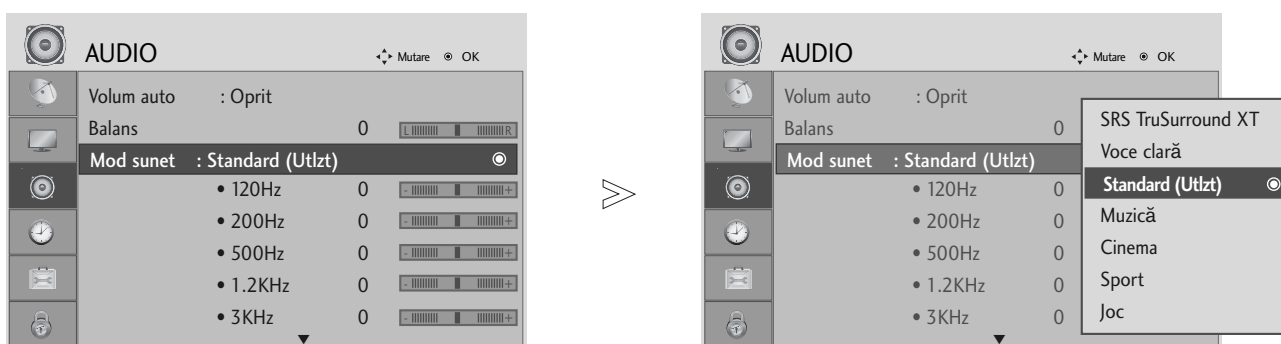 AUDIO
Mutare OK
Volum auto : Oprit
Balans 0 L R
Mod sunet : Standard (Utlzt)
• 120Hz 0 - +
• 200Hz 0 - +
• 500Hz 0 - +
• 1.2KHz 0 - +
• 3KHz 0 - +
AUDIO
Mutare OK
Volum auto : Oprit
Balans 0
Mod sunet : Standard (Utlzt)
• 120Hz 0
• 200Hz 0
• 500Hz 0
• 1.2KHz 0
• 3KHz 0
SRS TruSurround XT
Voce clară
Standard (Utlzt)
Muzică
Cinema
Sport
Joc